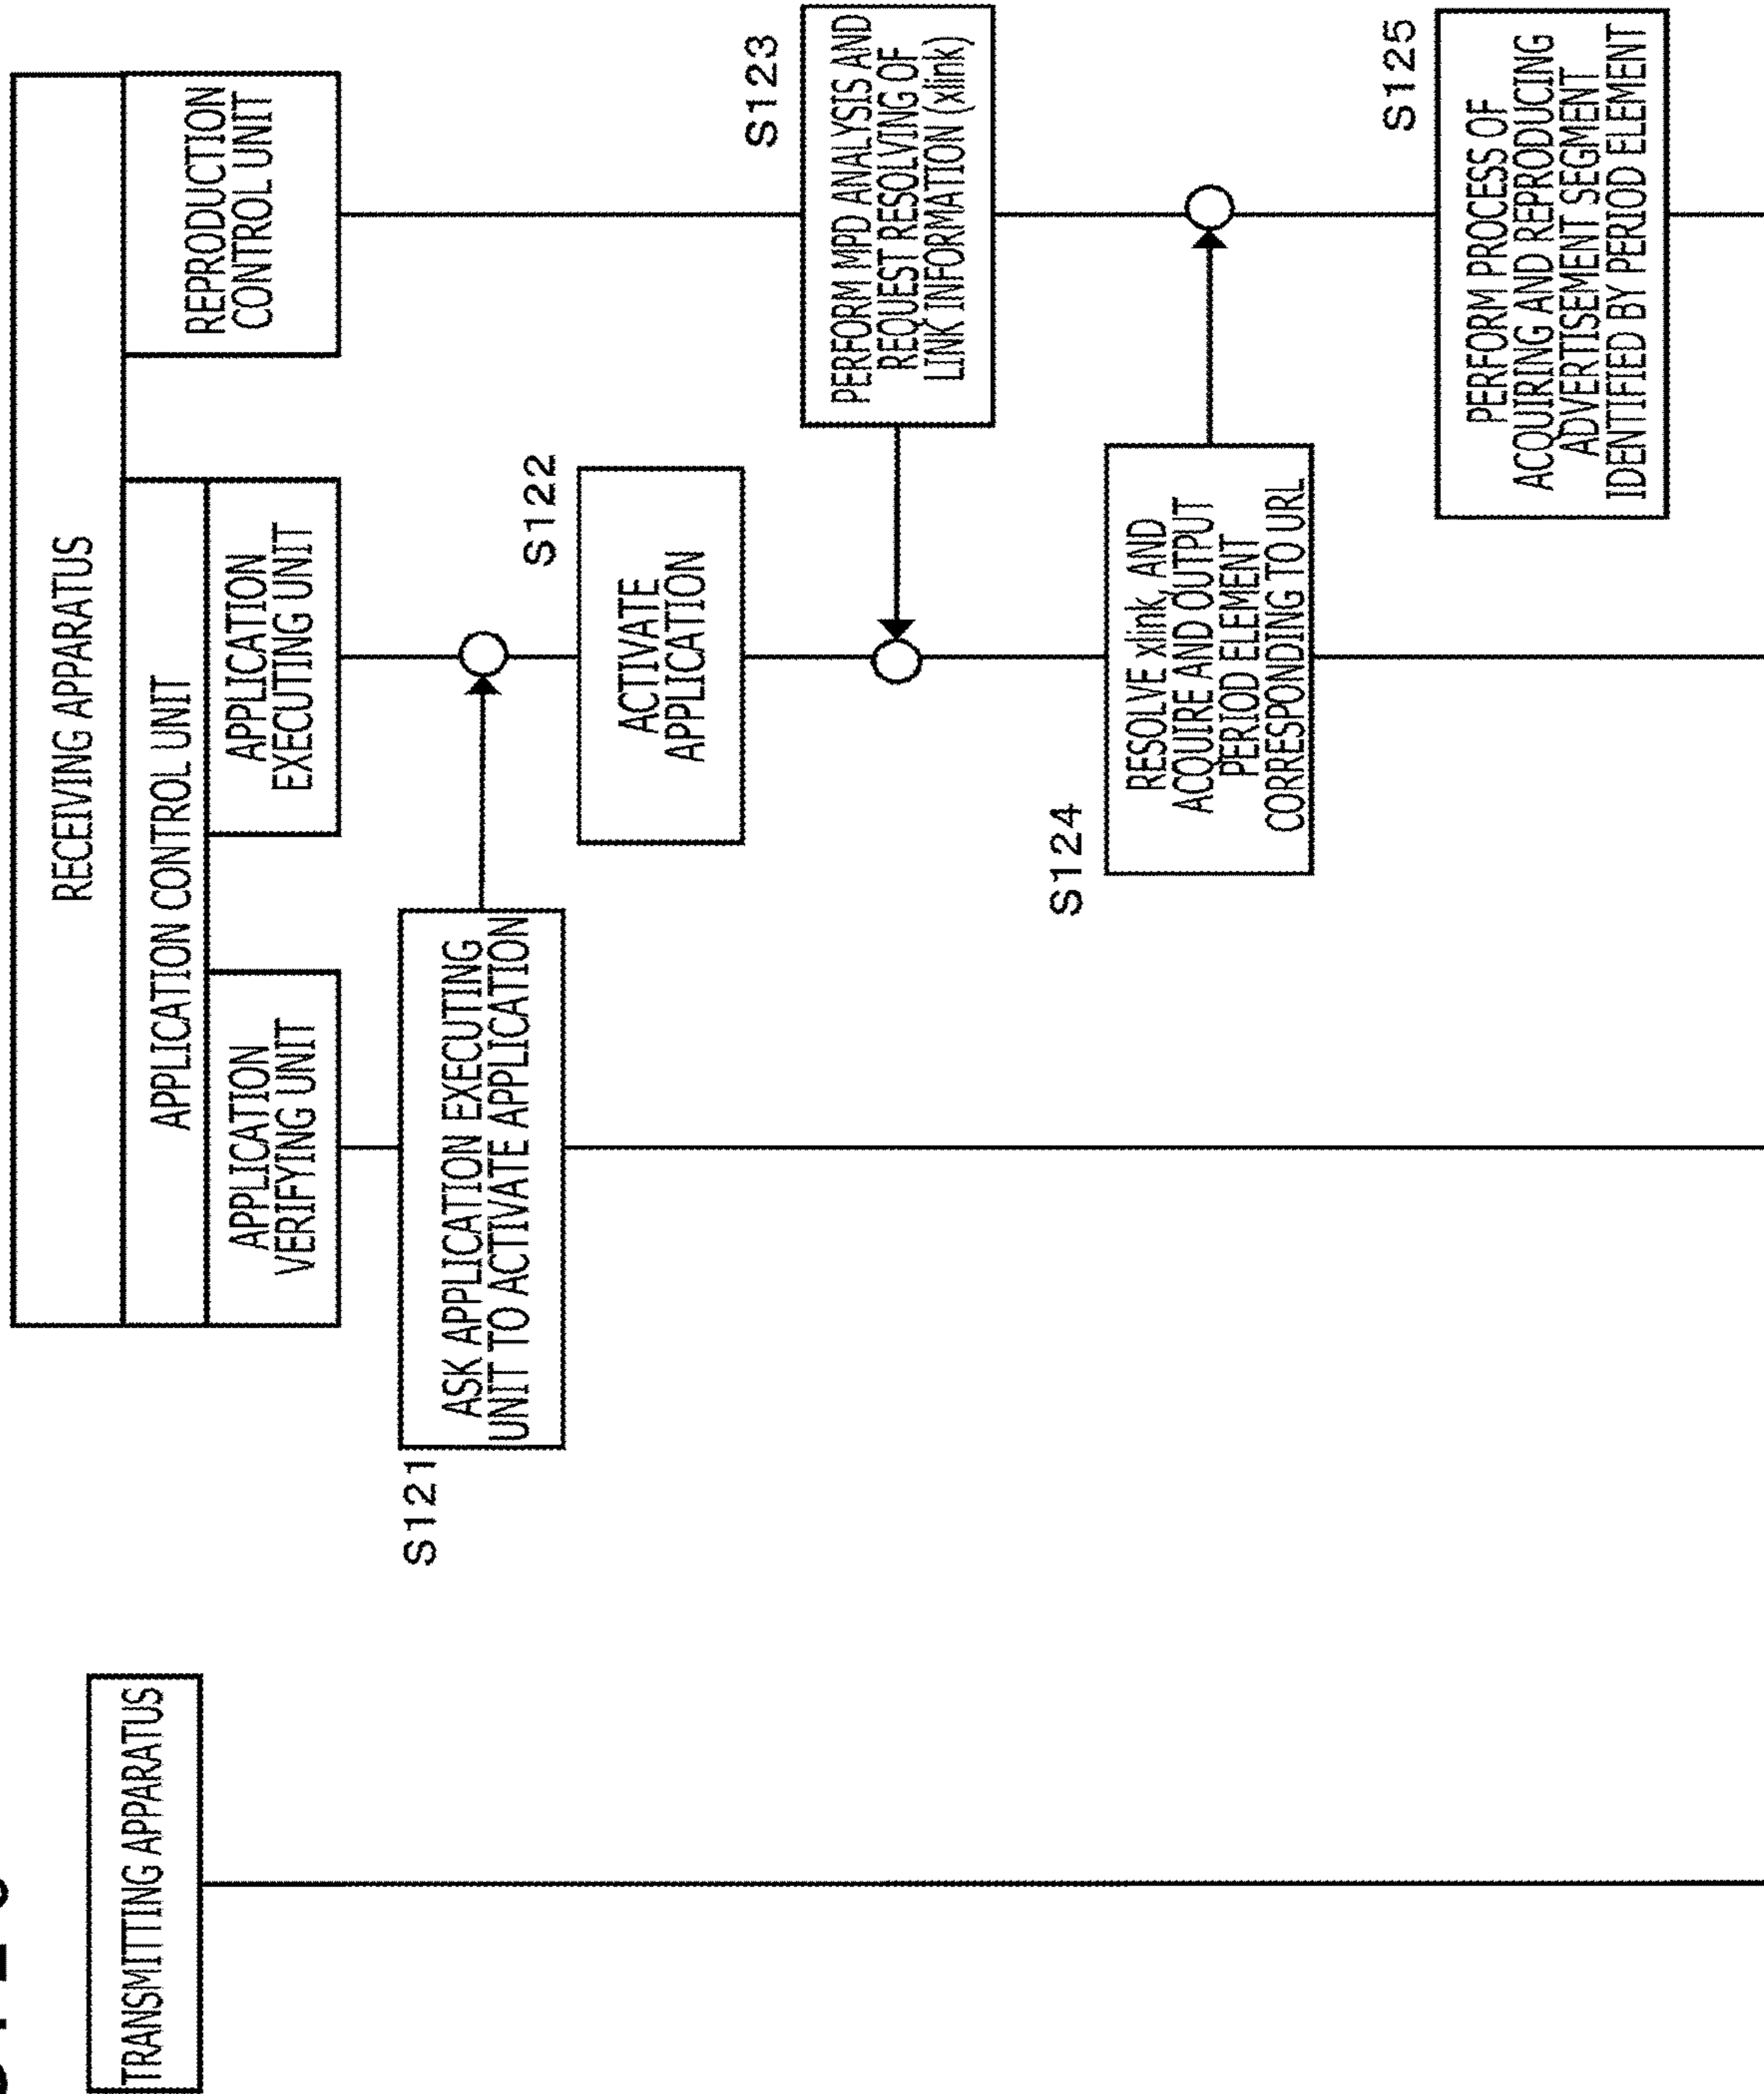 TRANSMITTING APPARATUS
RECEIVING APPARATUS
APPLICATION CONTROL UNIT
APPLICATION
VERIFYING UNIT
APPLICATION
EXECUTING UNIT
REPRODUCTION
CONTROL UNIT
S121
ASK APPLICATION EXECUTING
UNIT TO ACTIVATE APPLICATION
S122
ACTIVATE
APPLICATION
S123
PERFORM MPD ANALYSIS AND
REQUEST RESOLVING OF
LINK INFORMATION (xlink)
S124
RESOLVE xlink, AND
ACQUIRE AND OUTPUT
PERIOD ELEMENT
CORRESPONDING TO URL
S125
PERFORM PROCESS OF
ACQUIRING AND REPRODUCING
ADVERTISEMENT SEGMENT
IDENTIFIED BY PERIOD ELEMENT